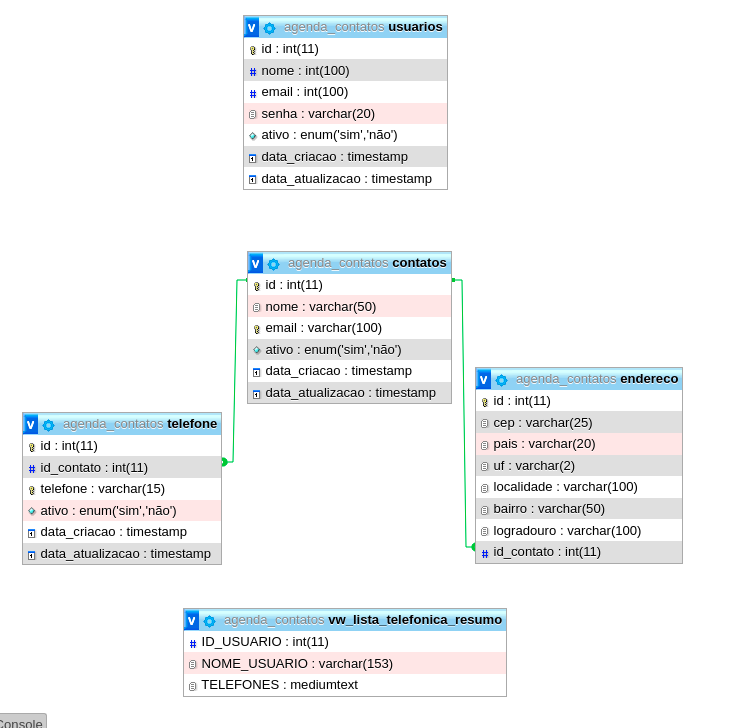 v agenda_contatos usuarios
id : int(11)
# nome : int(100)
# email : int(100)
senha : varchar(20)
ativo : enum('sim','não')
data_criacao : timestamp
data_atualizacao : timestamp
v agenda_contatos contatos
id : int(11)
nome : varchar(50)
email : varchar(100)
ativo : enum('sim','não')
data_criacao : timestamp
data_atualizacao : timestamp
v agenda_contatos endereco
id : int(11)
cep : varchar(25)
pais : varchar(20)
uf : varchar(2)
localidade : varchar(100)
bairro : varchar(50)
logradouro : varchar(100)
# id_contato : int(11)
v agenda_contatos telefone
id : int(11)
# id_contato : int(11)
telefone : varchar(15)
ativo : enum('sim','não')
data_criacao : timestamp
data_atualizacao : timestamp
v agenda_contatos vw_lista_telefonica_resumo
# ID_USUARIO : int(11)
NOME_USUARIO : varchar(153)
TELEFONES : mediumtext
Console